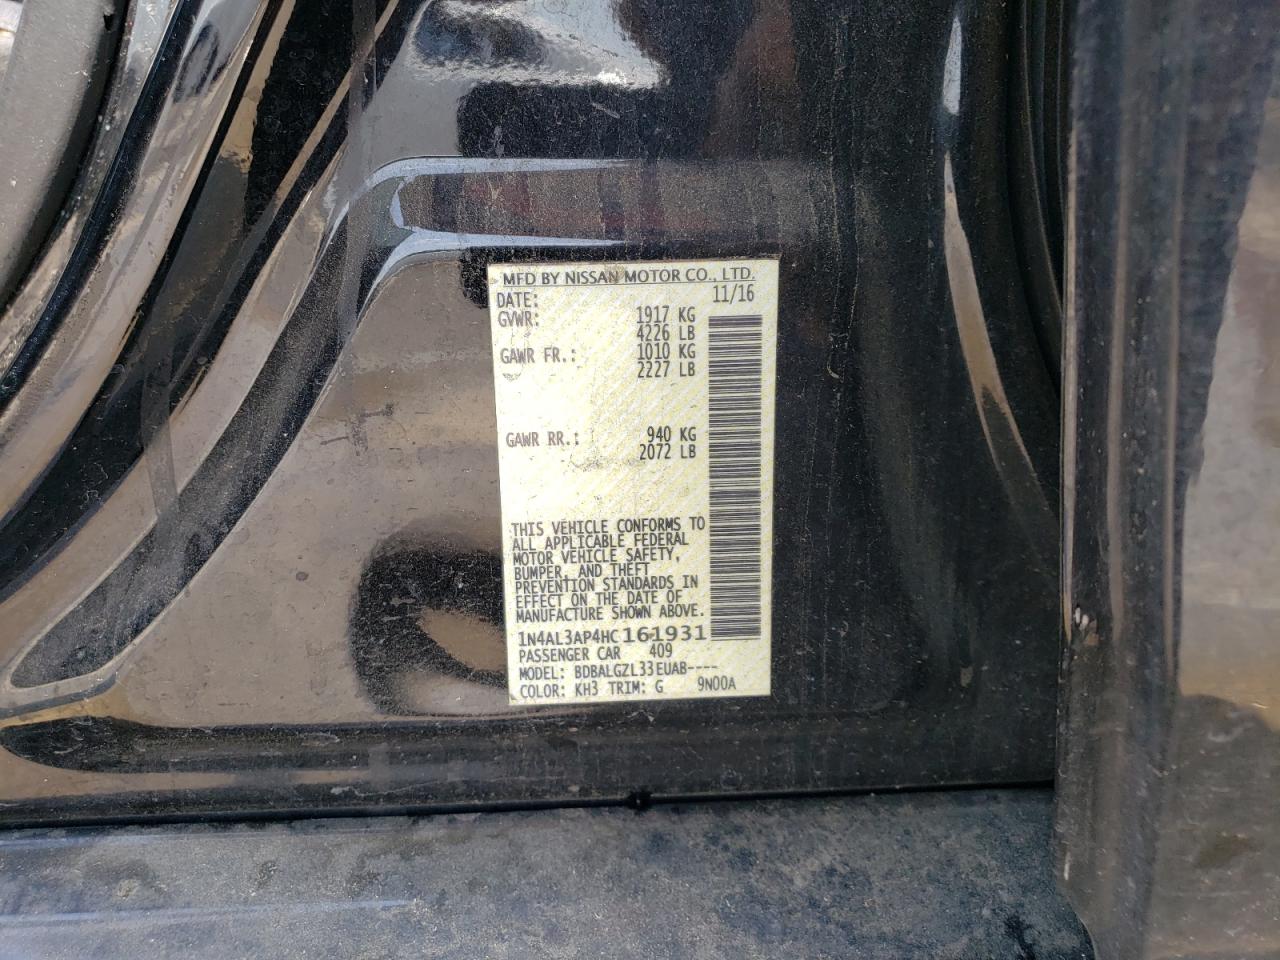 MFD BY NISSAN MOTOR CO., LTD.
DATE: 11/16
GVWR: 1917 KG
4226 LB
GAWR FR.: 1010 KG
2227 LB
GAWR RR.: 940 KG
2072 LB
THIS VEHICLE CONFORMS TO
ALL APPLICABLE FEDERAL
MOTOR VEHICLE SAFETY,
BUMPER, AND THEFT
PREVENTION STANDARDS IN
EFFECT ON THE DATE OF
MANUFACTURE SHOWN ABOVE.
1N4AL3AP4HC161931
PASSENGER CAR 409
MODEL: BDBALGZL33EUAB----
COLOR: KH3 TRIM: G 9N00A